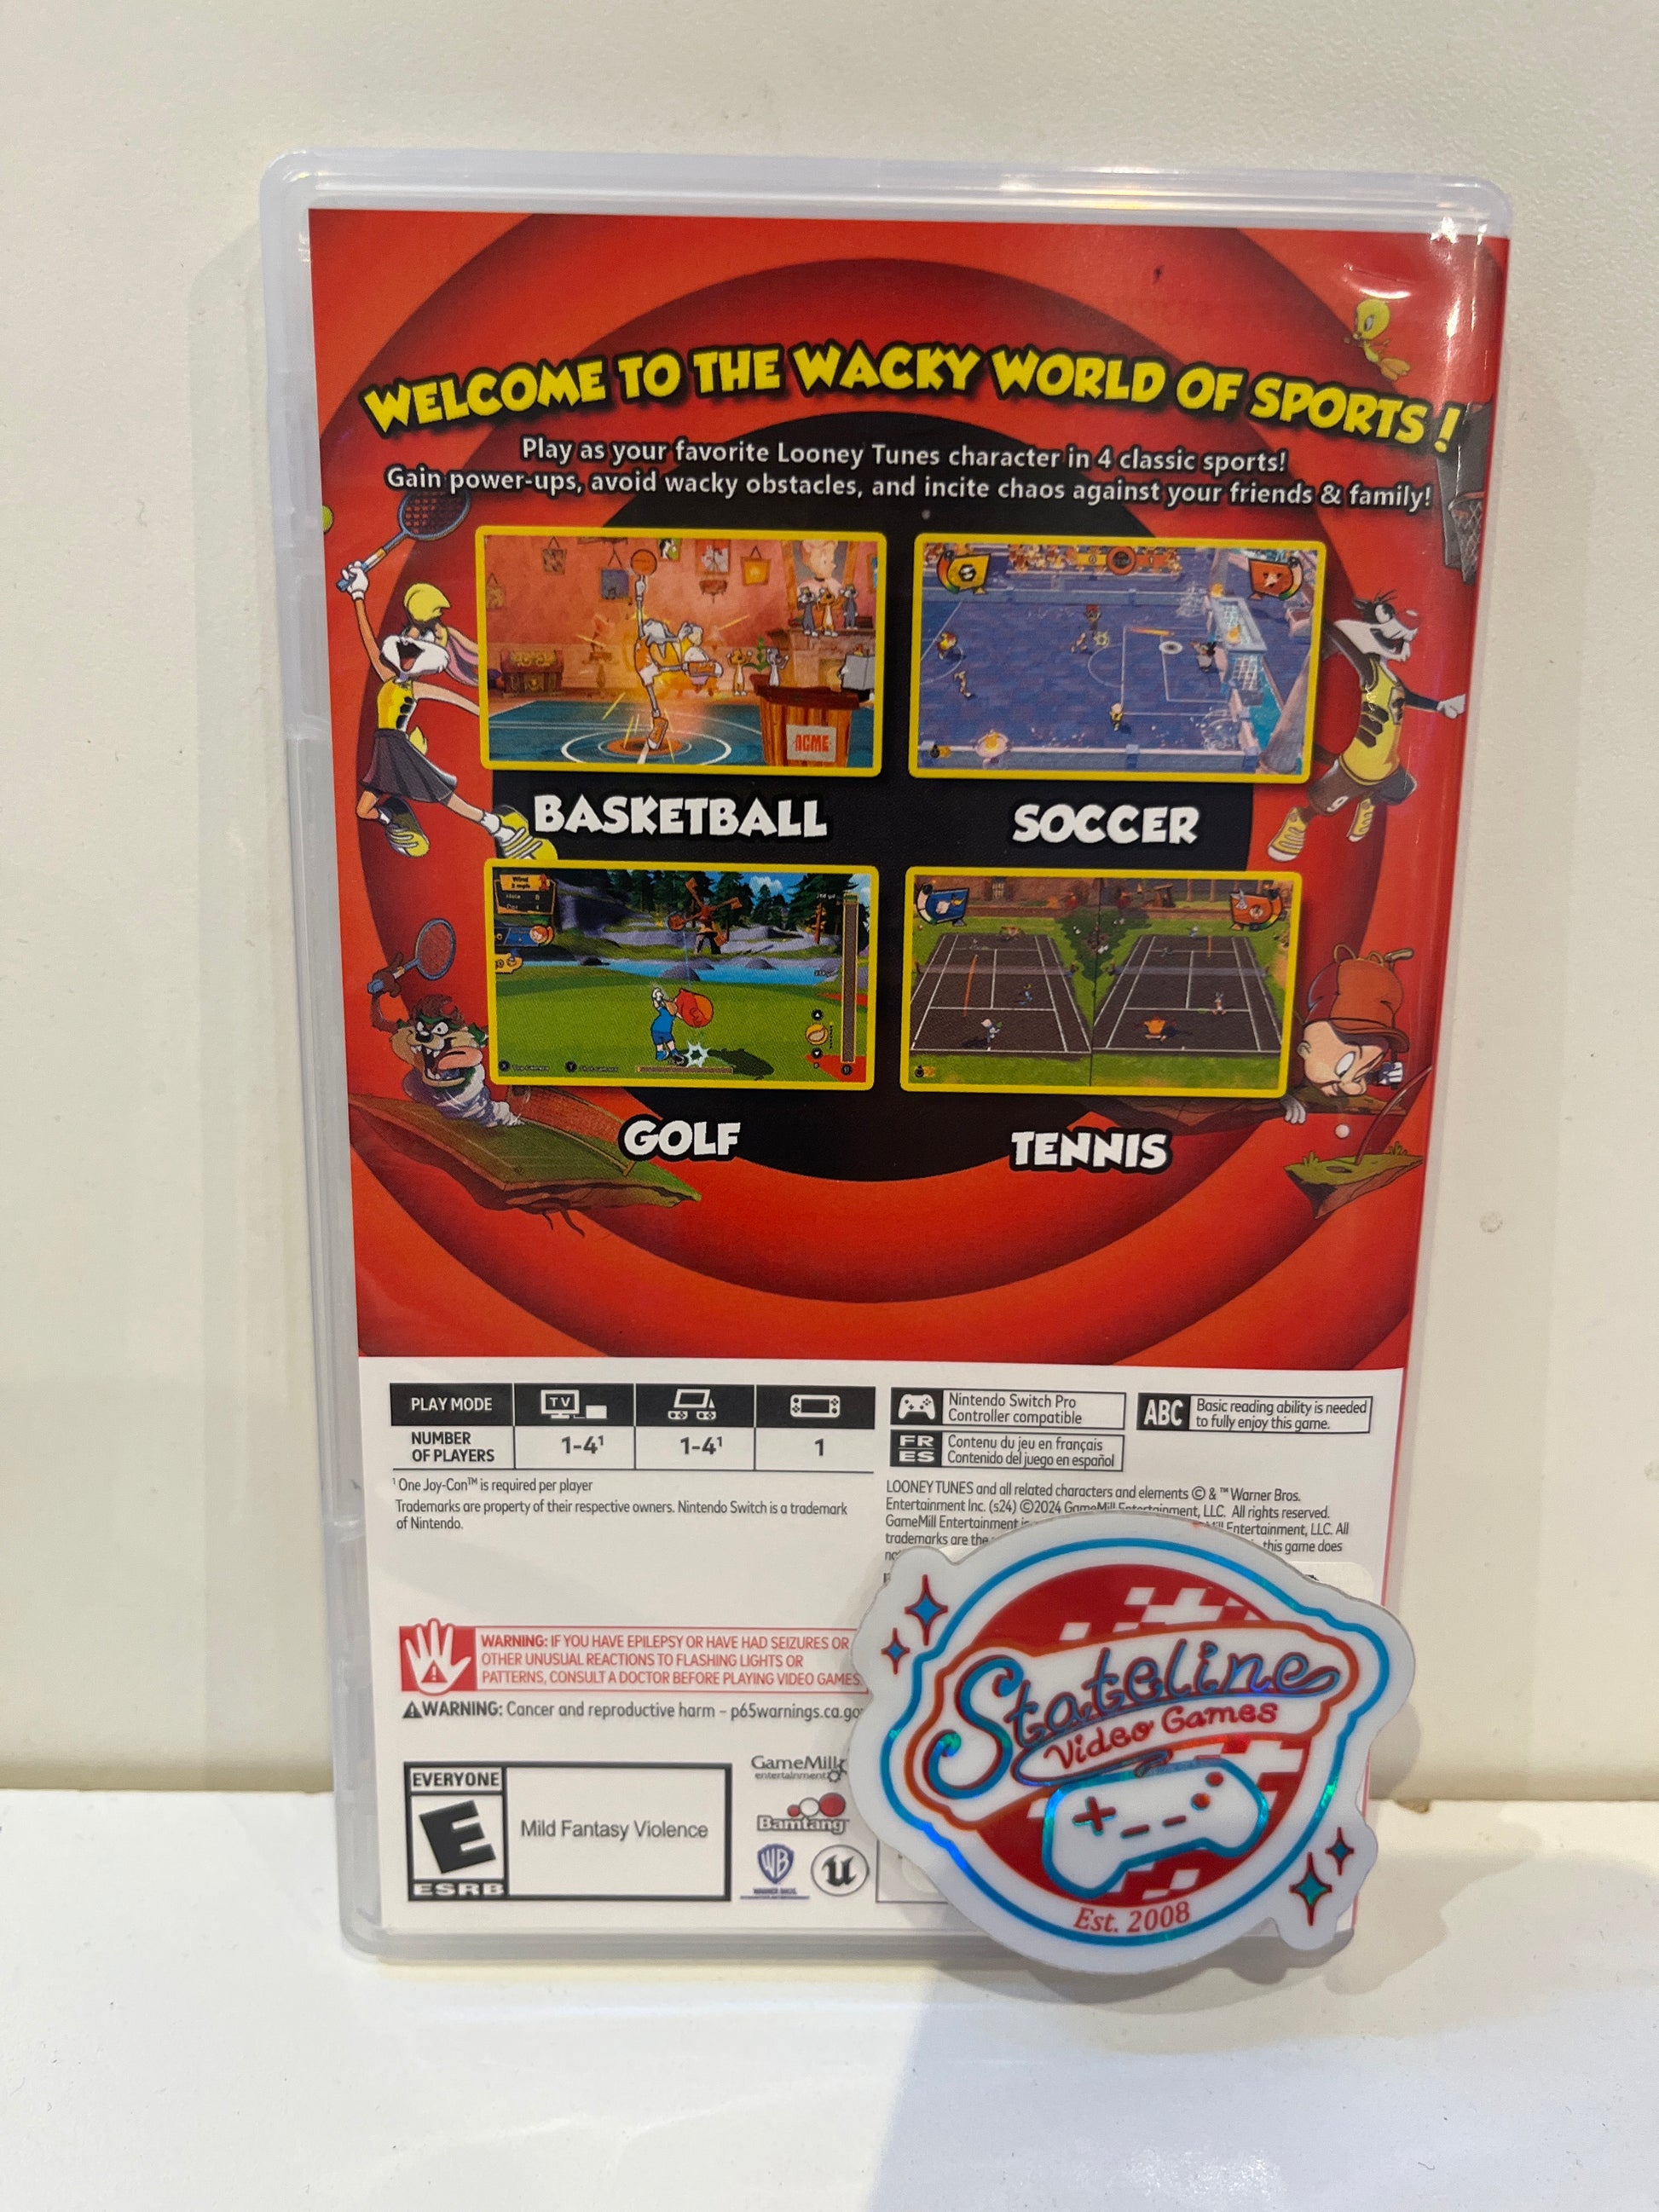 WELCOME TO THE WACKY WORLD OF SPORTS!
Play as your favorite Looney Tunes character in 4 classic sports!
Gain power-ups, avoid wacky obstacles, and incite chaos against your friends & family!
ACME
BASKETBALL
SOCCER
GOLF
TENNIS
PLAY MODE
TV
NUMBER
OF PLAYERS
1-4¹
1-4¹
1
¹ One Joy-Con™ is required per player
Trademarks are property of their respective owners. Nintendo Switch is a trademark
of Nintendo.
Nintendo Switch Pro
Controller compatible
ABC
Basic reading ability is needed
to fully enjoy this game.
FR
ES
Contenu du jeu en français
Contenido del juego en español
LOONEY TUNES and all related characters and elements © & ™ Warner Bros.
Entertainment Inc. (s24) ©2024 GameMill Entertainment, LLC. All rights reserved.
GameMill Entertainment Entertainment, LLC. All
trademarks are the this game does
WARNING: IF YOU HAVE EPILEPSY OR HAVE HAD SEIZURES OR
OTHER UNUSUAL REACTIONS TO FLASHING LIGHTS OR
PATTERNS, CONSULT A DOCTOR BEFORE PLAYING VIDEO GAMES
WARNING: Cancer and reproductive harm – p65warnings.ca.gov
EVERYONE
E
ESRB
Mild Fantasy Violence
GameMill
entertainment
Bamtang
WB
WARNER BROS.
Stateline
Video Games
Est. 2008